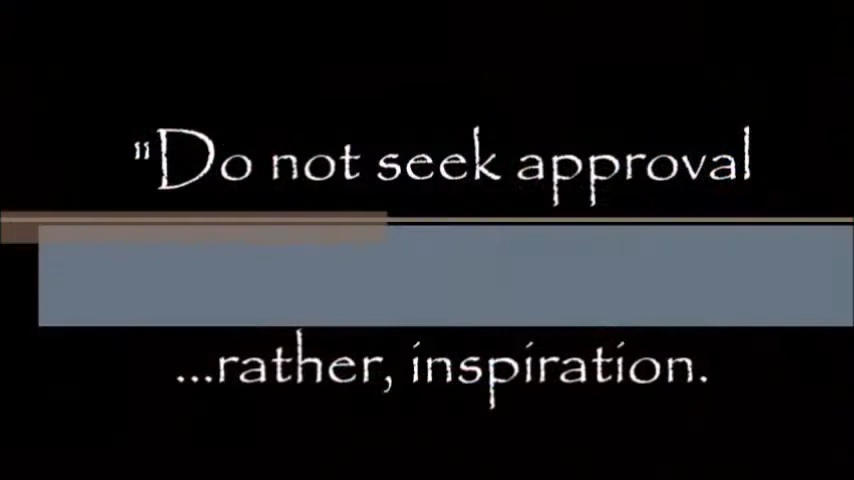 "Do not seek approval
...rather, inspiration.